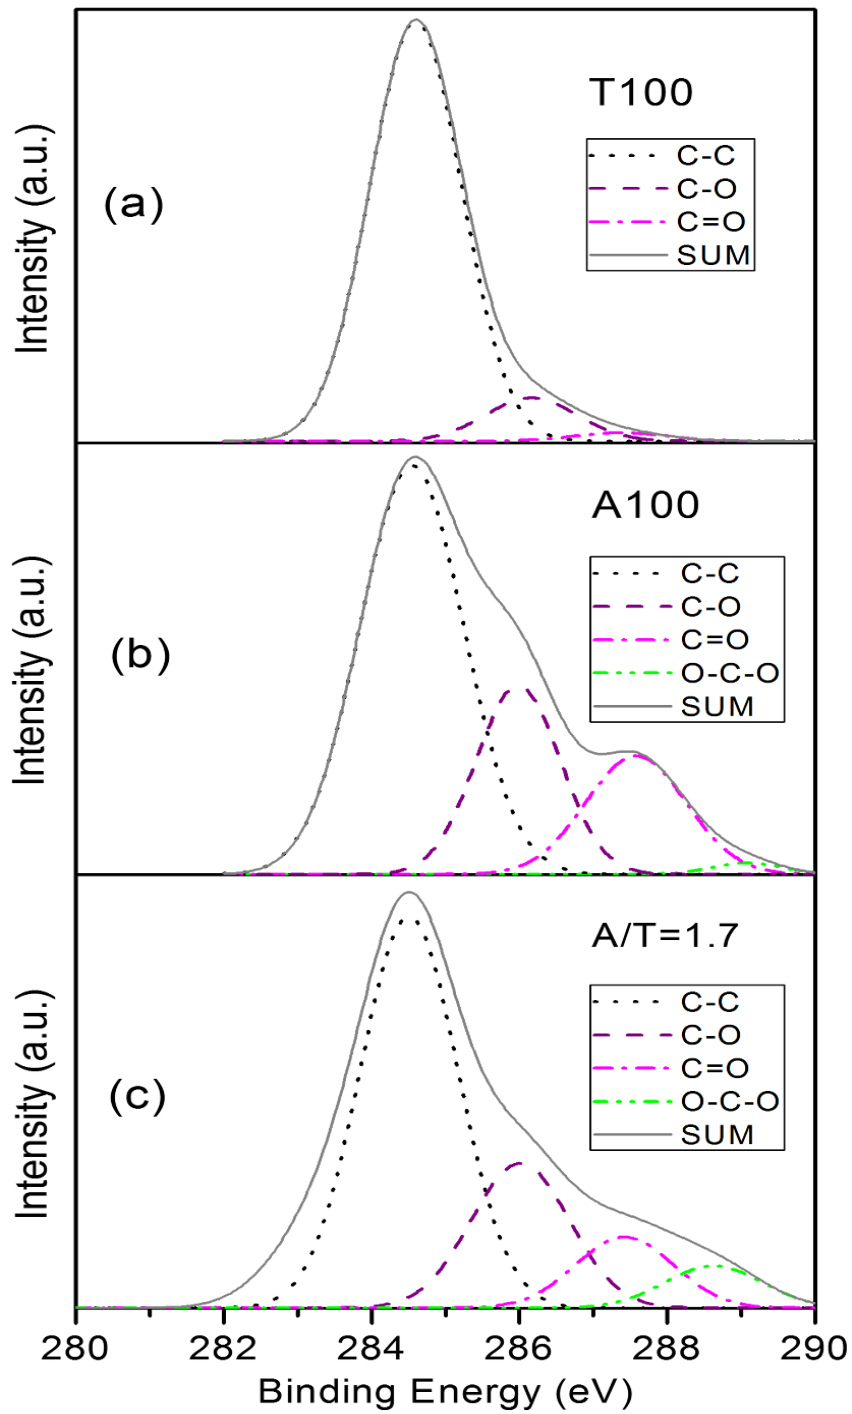 T100
C-C
C-O
C=O
SUM
(a)
Intensity (a.u.)
A100
C-C
C-O
C=O
O-C-O
SUM
(b)
Intensity (a.u.)
A/T=1.7
C-C
C-O
C=O
O-C-O
SUM
(c)
Intensity (a.u.)
280 282 284 286 288 290
Binding Energy (eV)